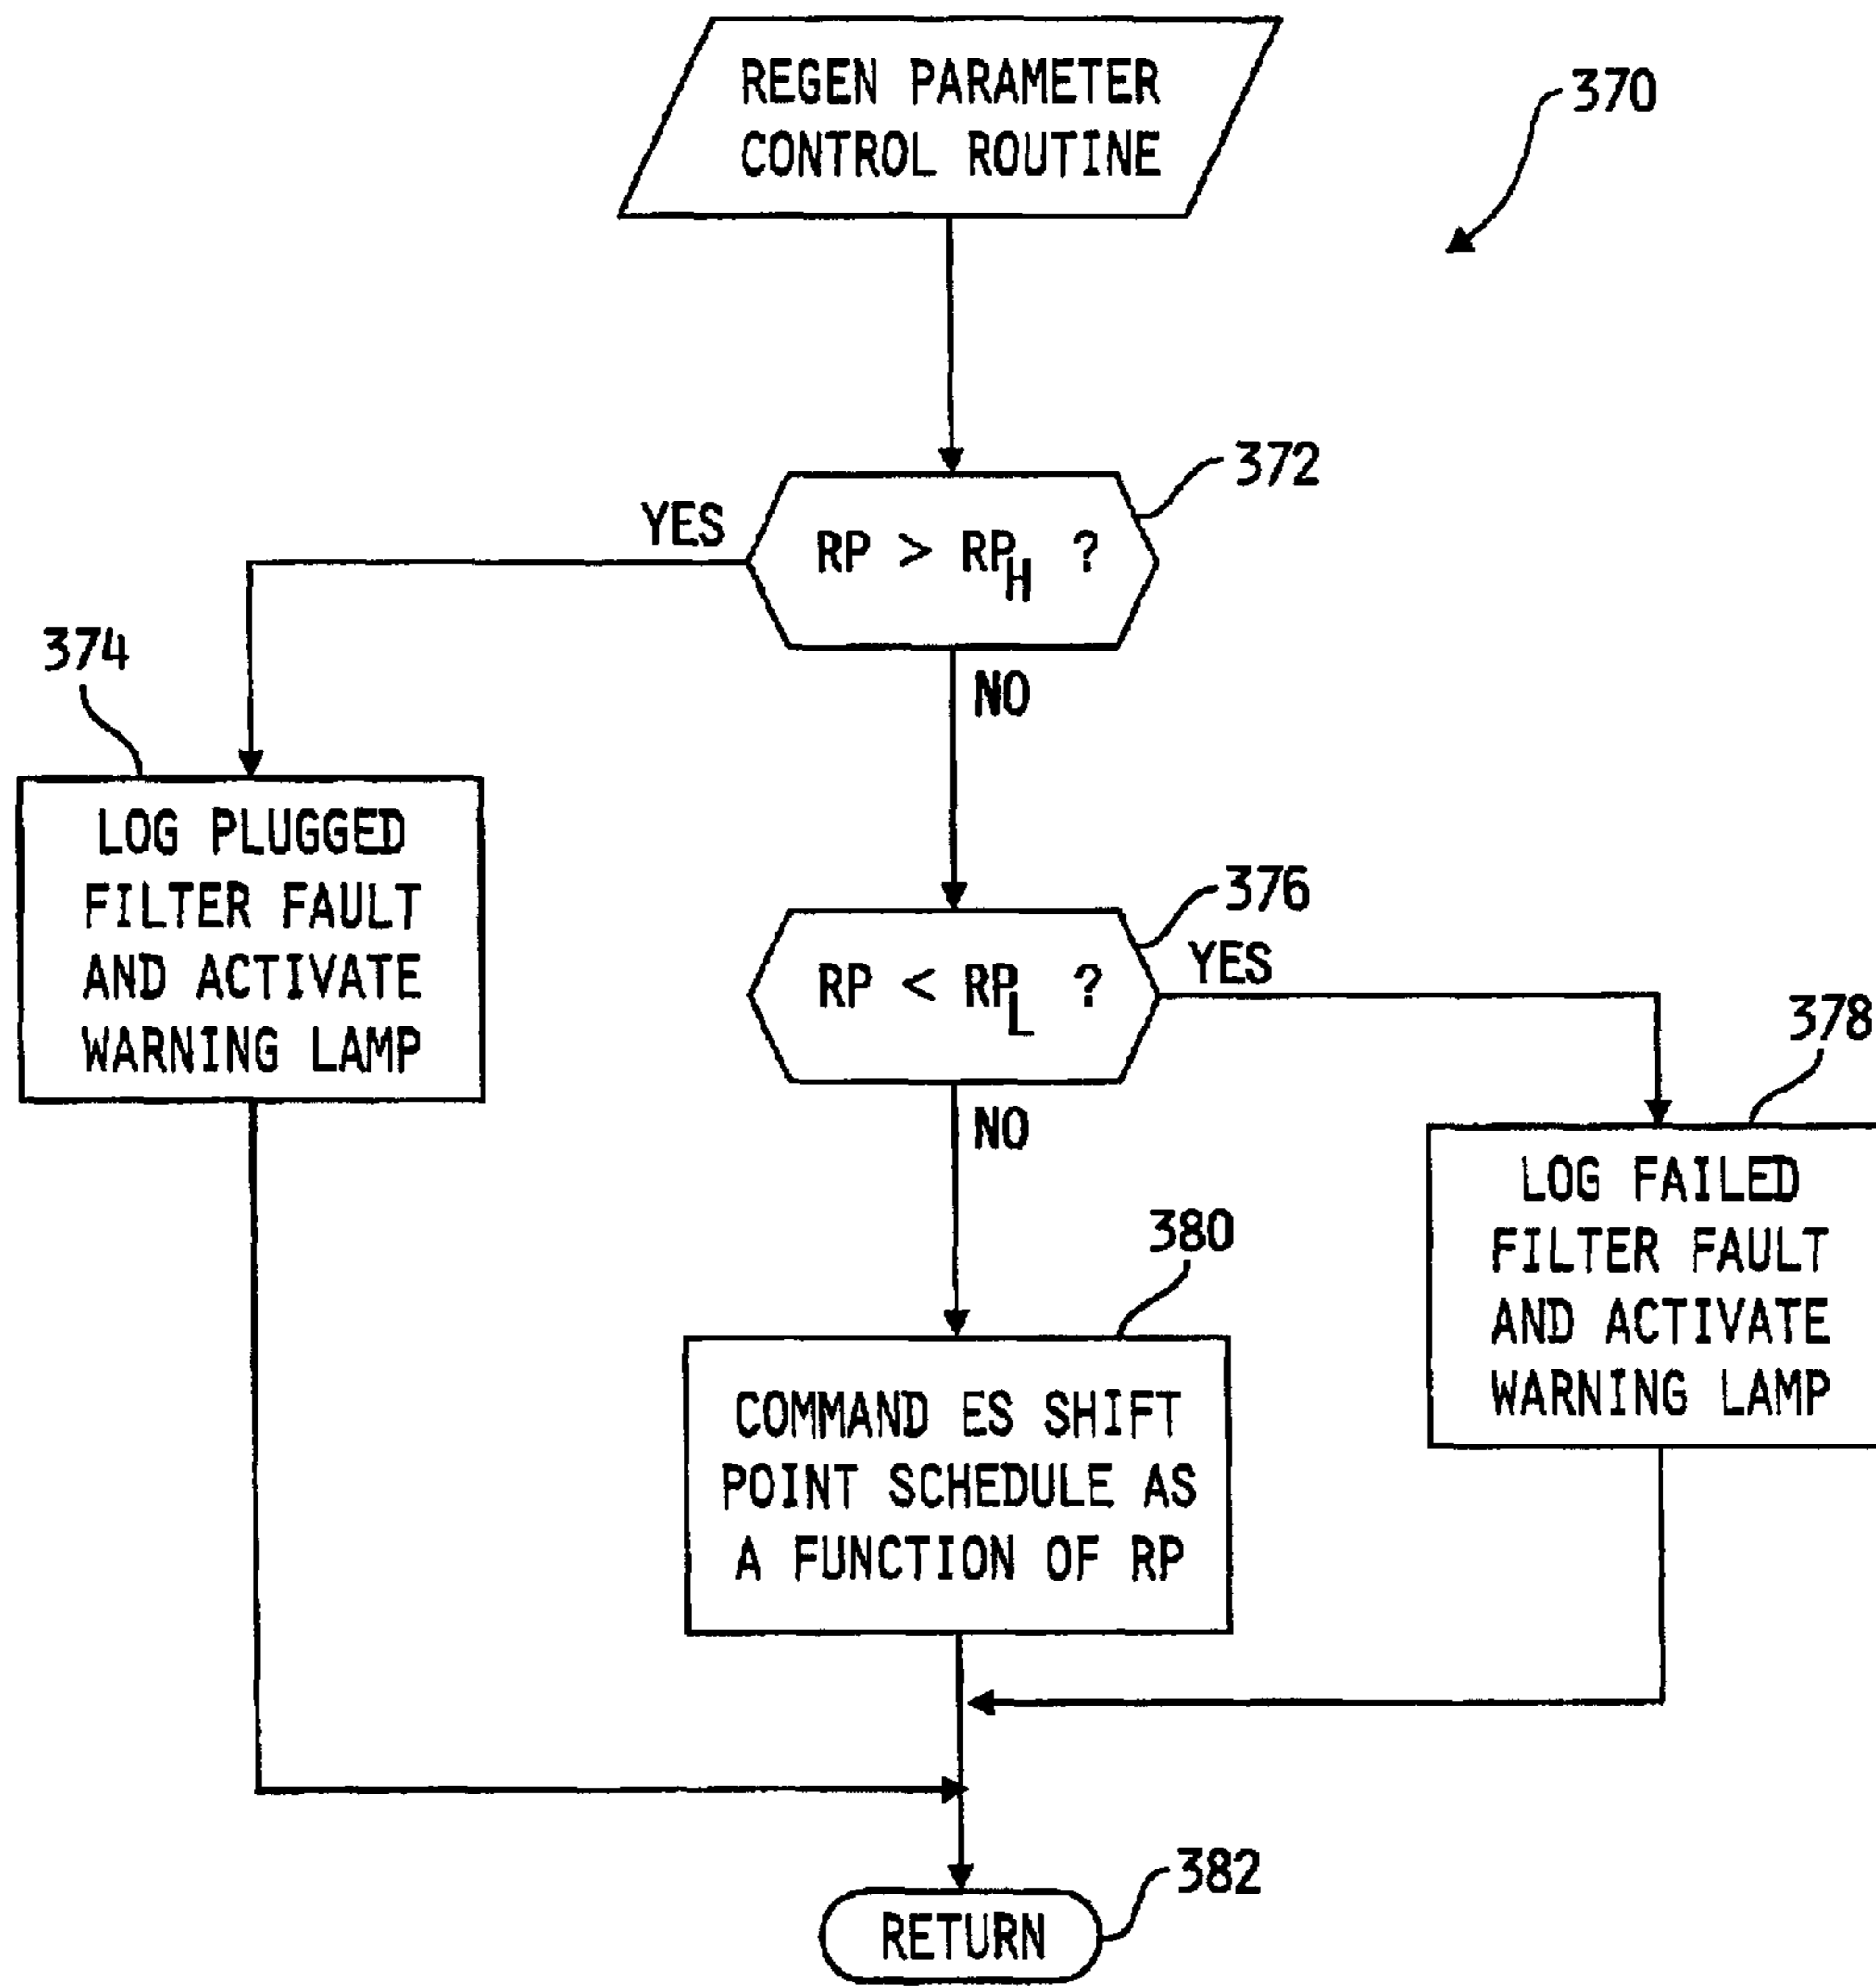 REGEN PARAMETER
CONTROL ROUTINE
370
372
YES
RP > RPH ?
374
NO
LOG PLUGGED
FILTER FAULT
AND ACTIVATE
WARNING LAMP
376
YES
RP < RPL ?
378
NO
LOG FAILED
FILTER FAULT
AND ACTIVATE
WARNING LAMP
380
COMMAND ES SHIFT
POINT SCHEDULE AS
A FUNCTION OF RP
382
RETURN